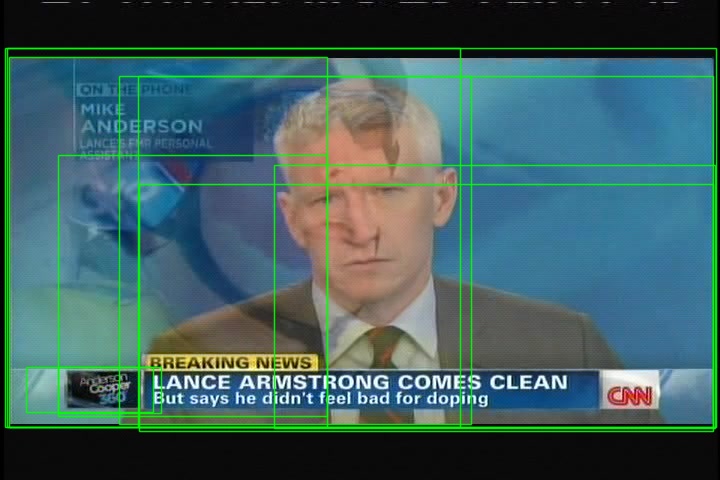 ON THE PHONE
MIKE
ANDERSON
LANCE'S FMR PERSONAL
ASSISTANT
BREAKING NEWS
Anderson
Cooper
360°
LANCE ARMSTRONG COMES CLEAN
But says he didn't feel bad for doping
CNN